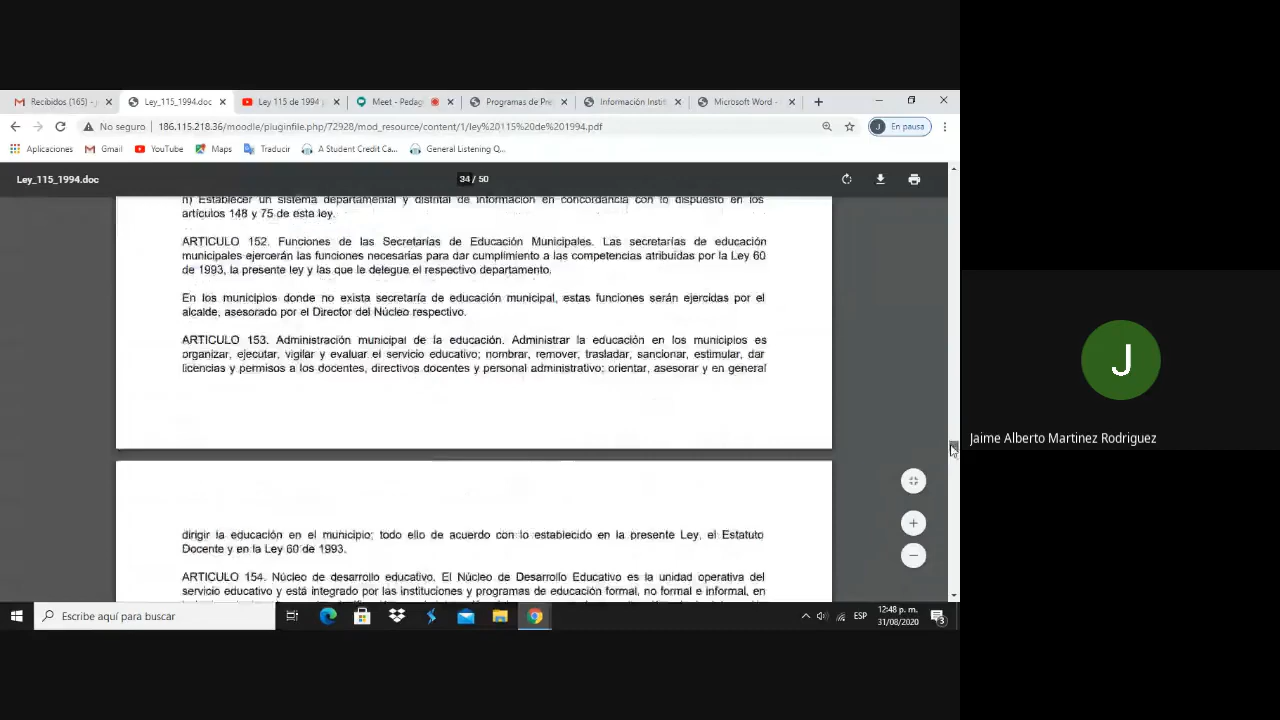 Recibidos (165) - j
Ley_115_1994.doc
Ley 115 de 1994
Meet - Pedag
Programas de Pre
Información Instit
Microsoft Word -
No seguro
186.115.218.36/moodle/pluginfile.php/72928/mod_resource/content/1/ley%20115%20de%201994.pdf
J
En pausa
Aplicaciones
Gmail
YouTube
Maps
Traducir
A Student Credit Ca...
General Listening Q...
Ley_115_1994.doc
34 / 50
n) Establecer un sistema departamental y distrital de información en concordancia con lo dispuesto en los
artículos 148 y 75 de esta ley.
ARTICULO 152. Funciones de las Secretarías de Educación Municipales. Las secretarías de educación
municipales ejercerán las funciones necesarias para dar cumplimiento a las competencias atribuidas por la Ley 60
de 1993, la presente ley y las que le delegue el respectivo departamento.
En los municipios donde no exista secretaría de educación municipal, estas funciones serán ejercidas por el
alcalde, asesorado por el Director del Núcleo respectivo.
ARTICULO 153. Administración municipal de la educación. Administrar la educación en los municipios es
organizar, ejecutar, vigilar y evaluar el servicio educativo; nombrar, remover, trasladar, sancionar, estimular, dar
licencias y permisos a los docentes, directivos docentes y personal administrativo; orientar, asesorar y en general
dirigir la educación en el municipio; todo ello de acuerdo con lo establecido en la presente Ley, el Estatuto
Docente y en la Ley 60 de 1993.
ARTICULO 154. Núcleo de desarrollo educativo. El Núcleo de Desarrollo Educativo es la unidad operativa del
servicio educativo y está integrado por las instituciones y programas de educación formal, no formal e informal, en
Escribe aquí para buscar
ESP
12:48 p. m.
31/08/2020
3
J
Jaime Alberto Martinez Rodriguez